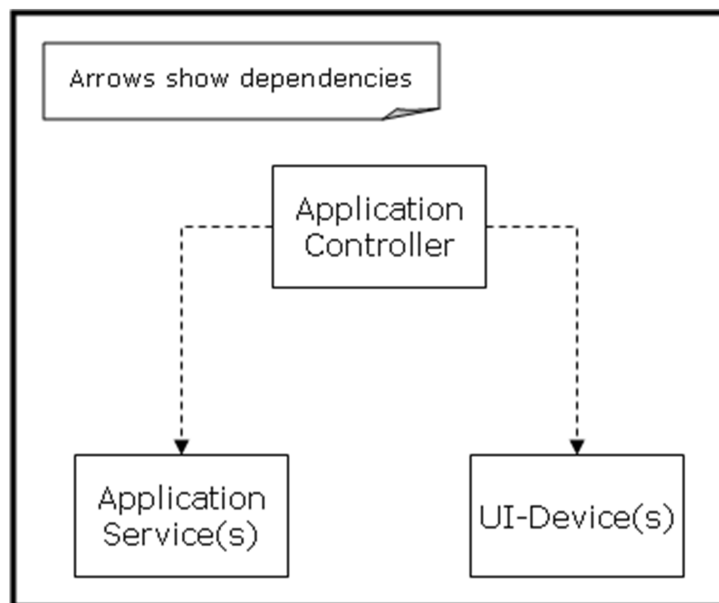 Arrows show dependencies
Application
Controller
Application
Service(s)
UI-Device(s)